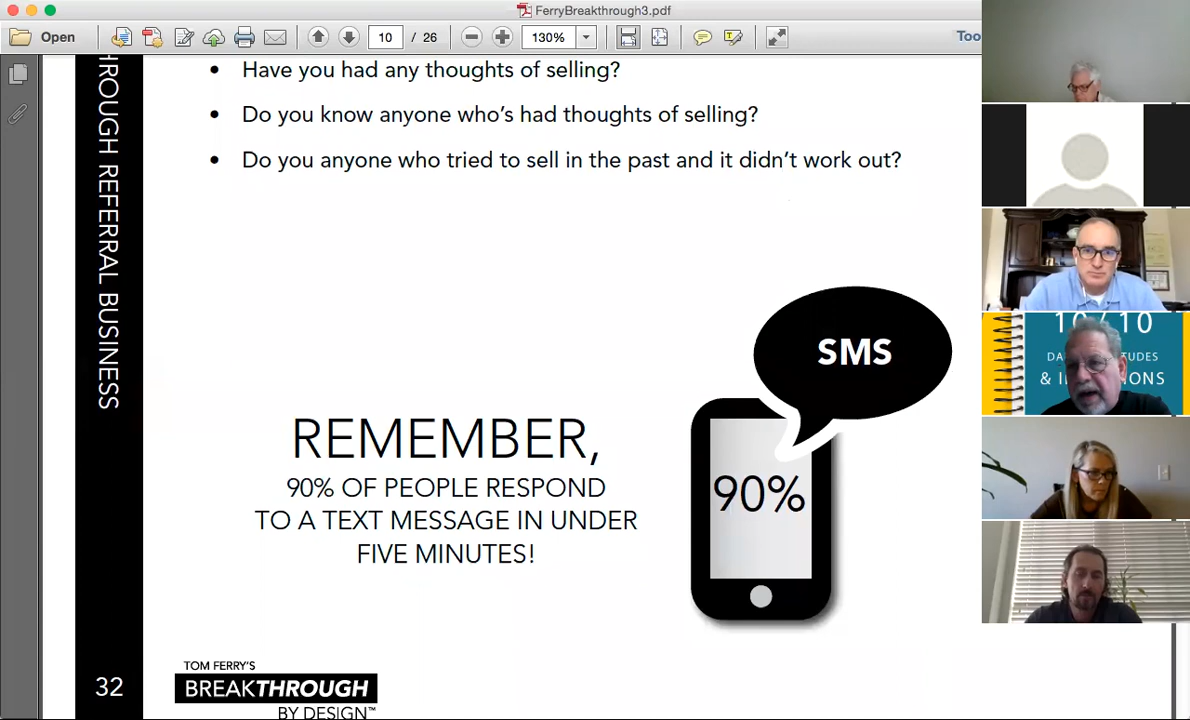 FerryBreakthrough3.pdf
Open
10
/ 26
130%
Too
• Have you had any thoughts of selling?
• Do you know anyone who's had thoughts of selling?
• Do you anyone who tried to sell in the past and it didn't work out?
THROUGH REFERRAL BUSINESS
SMS
90%
REMEMBER,
90% OF PEOPLE RESPOND
TO A TEXT MESSAGE IN UNDER
FIVE MINUTES!
32
TOM FERRY'S
BREAKTHROUGH
BY DESIGN™
10/10
&